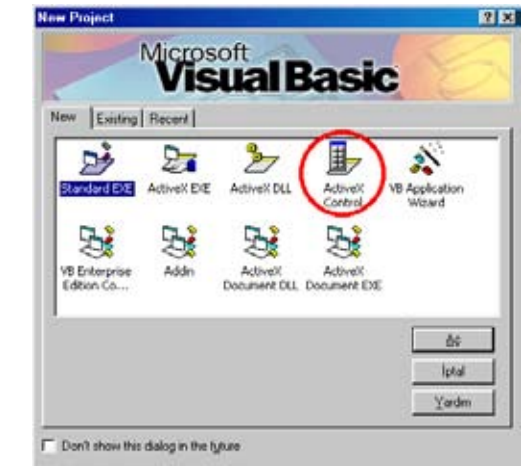 New Project
Microsoft
Visual Basic
New Existing Recent
Standard EXE ActiveX EXE ActiveX DLL ActiveX Control VB Application Wizard
VB Enterprise Edition Co... Addin ActiveX Document DLL ActiveX Document EXE
Aç
İptal
Yardım
Don't show this dialog in the future